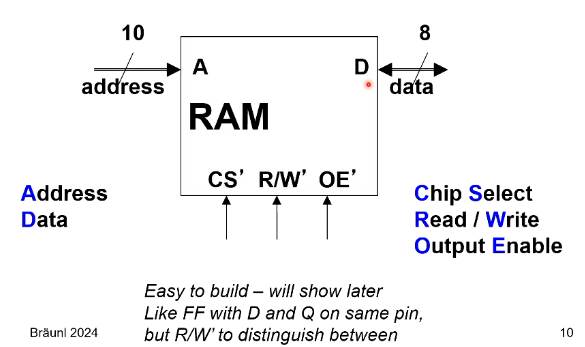 10
8
A
D
address
data
RAM
CS’ R/W’ OE’
Address
Data
Chip Select
Read / Write
Output Enable
Easy to build – will show later
Like FF with D and Q on same pin,
but R/W’ to distinguish between
Bräunl 2024
10